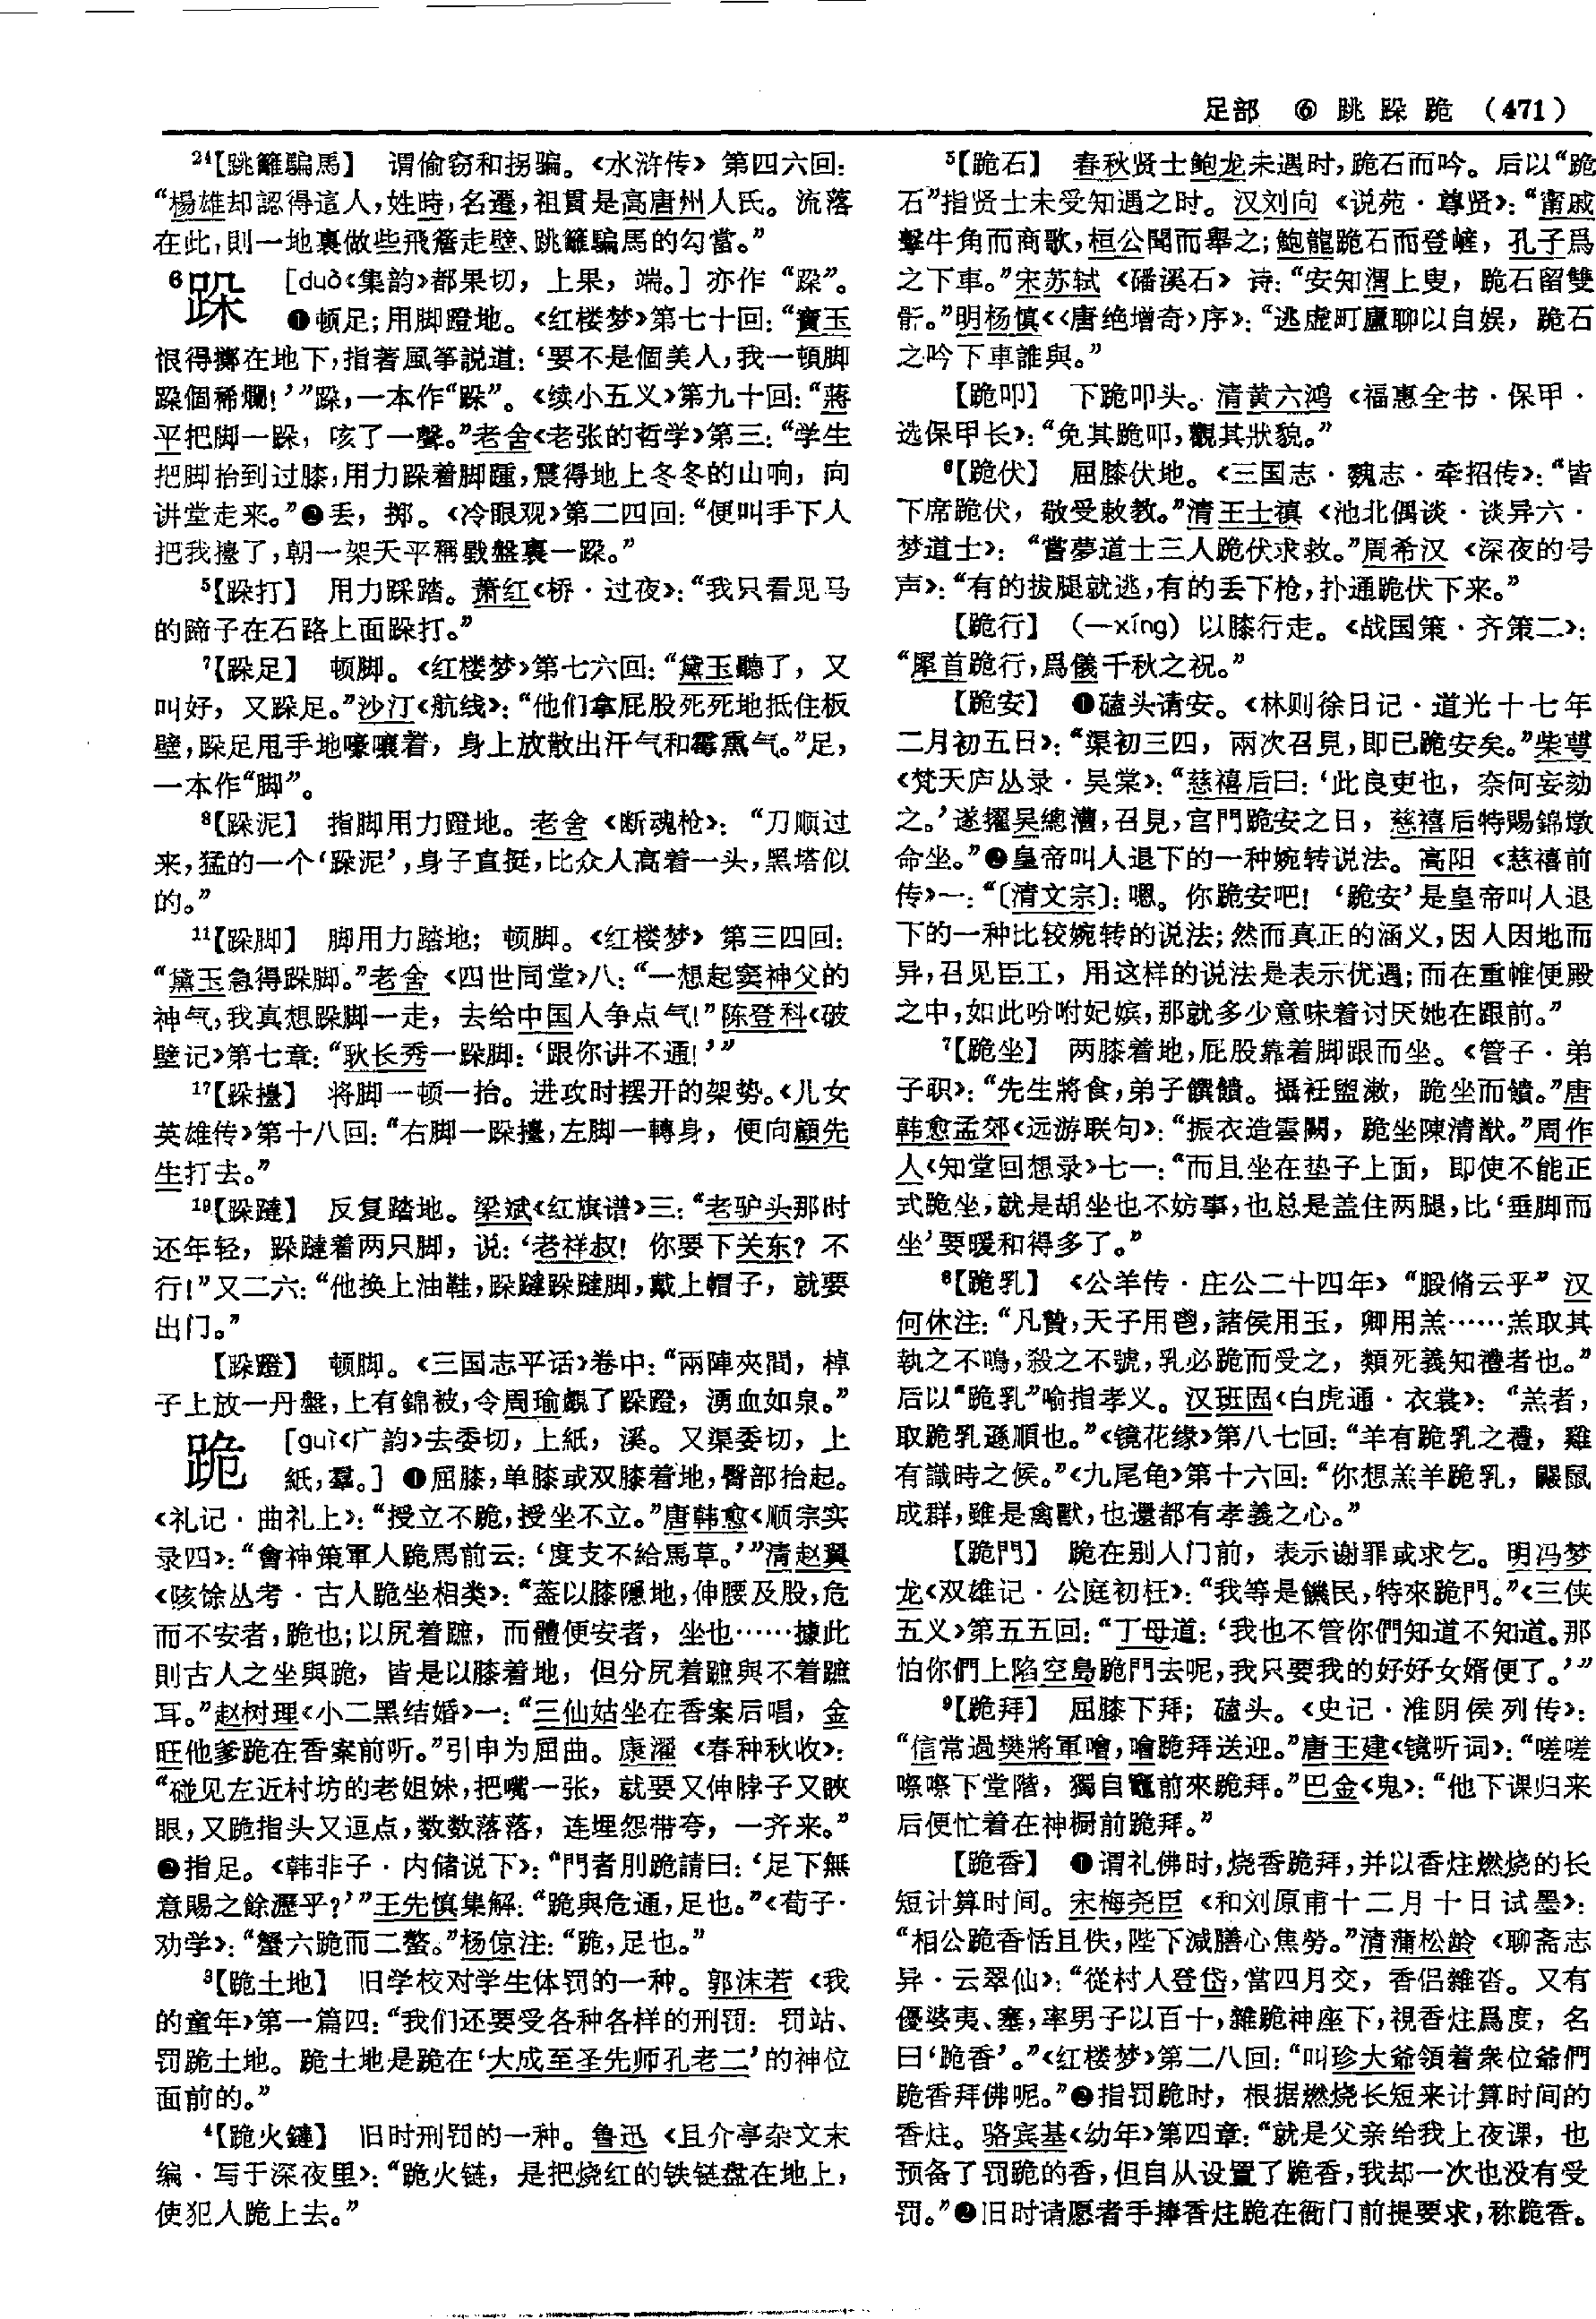 足部 ⑥ 跳 跺 跪 (471)
²⁴【跳籬騙馬】 谓偷窃和拐骗。《水浒传》第四六回:
“楊雄却認得這人,姓時,名遷,祖貫是高唐州人氏。流落
在此,則一地裏做些飛簷走壁、跳籬騙馬的勾當。”
⁶跺 [duò《集韵》都果切,上果,端。]亦作“跥”。
❶顿足;用脚蹬地。《红楼梦》第七十回:“寶玉
恨得擲在地下,指著風筝説道:‘要不是個美人,我一頓脚
跺個稀爛!’”跺,一本作“跥”。《续小五义》第九十回:“蔣
平把脚一跺,咳了一聲。”老舍《老张的哲学》第三:“学生
把脚抬到过膝,用力跺着脚踵,震得地上冬冬的山响,向
讲堂走来。”❷丢,掷。《冷眼观》第二四回:“便叫手下人
把我擡了,朝一架天平稱戥盤裏一跺。”
⁵【跺打】 用力踩踏。萧红《桥·过夜》:“我只看见马
的蹄子在石路上面跺打。”
⁷【跺足】 顿脚。《红楼梦》第七六回:“黛玉聽了,又
叫好,又跺足。”沙汀《航线》:“他们拿屁股死死地抵住板
壁,跺足甩手地嚎嚷着,身上放散出汗气和霉熏气。”足,
一本作“脚”。
⁸【跺泥】 指脚用力蹬地。老舍《断魂枪》:“刀顺过
来,猛的一个‘跺泥’,身子直挺,比众人高着一头,黑塔似
的。”
¹¹【跺脚】 脚用力踏地;顿脚。《红楼梦》第三四回:
“黛玉急得跺脚。”老舍《四世同堂》八:“一想起窦神父的
神气,我真想跺脚一走,去给中国人争点气!”陈登科《破
壁记》第七章:“耿长秀一跺脚:‘跟你讲不通!’”
¹⁷【跺擡】 将脚一顿一抬。进攻时摆开的架势。《儿女
英雄传》第十八回:“右脚一跺擡,左脚一轉身,便向顧先
生打去。”
¹⁹【跺躂】 反复踏地。梁斌《红旗谱》三:“老驴头那时
还年轻,跺躂着两只脚,说:‘老祥叔!你要下关东?不
行!”又二六:“他换上油鞋,跺躂跺躂脚,戴上帽子,就要
出门。”
【跺蹬】 顿脚。《三国志平话》卷中:“兩陣夾間,棹
子上放一丹盤,上有錦被,令周瑜覷了跺蹬,湧血如泉。”
跪 [guì《广韵》去委切,上紙,溪。又渠委切,上
紙,羣。]❶屈膝,单膝或双膝着地,臀部抬起。
《礼记·曲礼上》:“授立不跪,授坐不立。”唐韩愈《顺宗实
录四》:“會神策軍人跪馬前云:‘度支不給馬草。’”清赵翼
《陔馀丛考·古人跪坐相类》:“蓋以膝隱地,伸腰及股,危
而不安者,跪也;以尻着蹠,而體便安者,坐也……據此
則古人之坐與跪,皆是以膝着地,但分尻着蹠與不着蹠
耳。”赵树理《小二黑结婚》一:“三仙姑坐在香案后唱,金
旺他爹跪在香案前听。”引申为屈曲。康濯《春种秋收》:
“碰见左近村坊的老姐妹,把嘴一张,就要又伸脖子又䀹
眼,又跪指头又逗点,数数落落,连埋怨带夸,一齐来。”
❷指足。《韩非子·内储说下》:“門者刖跪請曰:‘足下無
意賜之餘瀝乎?’”王先慎集解:“跪與危通,足也。”《荀子·
劝学》:“蟹六跪而二螯。”杨倞注:“跪,足也。”
³【跪土地】 旧学校对学生体罚的一种。郭沫若《我
的童年》第一篇四:“我们还要受各种各样的刑罚:罚站、
罚跪土地。跪土地是跪在‘大成至圣先师孔老二’的神位
面前的。”
⁴【跪火鏈】 旧时刑罚的一种。鲁迅《且介亭杂文末
编·写于深夜里》:“跪火链,是把烧红的铁链盘在地上,
使犯人跪上去。”
⁵【跪石】 春秋贤士鲍龙未遇时,跪石而吟。后以“跪
石”指贤士未受知遇之时。汉刘向《说苑·尊贤》:“甯戚
擊牛角而商歌,桓公聞而舉之;鮑龍跪石而登嵼,孔子爲
之下車。”宋苏轼《磻溪石》诗:“安知渭上叟,跪石留雙
骭。”明杨慎《〈唐绝增奇〉序》:“逃虚町廬聊以自娱,跪石
之吟下車誰與。”
【跪叩】 下跪叩头。清黄六鸿《福惠全书·保甲·
选保甲长》:“免其跪叩,觀其狀貌。”
⁶【跪伏】 屈膝伏地。《三国志·魏志·牵招传》:“皆
下席跪伏,敬受敕教。”清王士禛《池北偶谈·谈异六·
梦道士》:“嘗夢道士三人跪伏求救。”周希汉《深夜的号
声》:“有的拔腿就逃,有的丢下枪,扑通跪伏下来。”
【跪行】 (—xíng)以膝行走。《战国策·齐策二》:
“犀首跪行,爲儀千秋之祝。”
【跪安】 ❶磕头请安。《林则徐日记·道光十七年
二月初五日》:“渠初三四,兩次召見,即已跪安矣。”柴萼
《梵天庐丛录·吴棠》:“慈禧后曰:‘此良吏也,奈何妄劾
之。’遂擢吴總漕,召見,宫門跪安之日,慈禧后特賜錦墩
命坐。”❷皇帝叫人退下的一种婉转说法。高阳《慈禧前
传》一:“〔清文宗〕:嗯。你跪安吧!‘跪安’是皇帝叫人退
下的一种比较婉转的说法;然而真正的涵义,因人因地而
异,召见臣工,用这样的说法是表示优遇;而在重帷便殿
之中,如此吩咐妃嫔,那就多少意味着讨厌她在跟前。”
⁷【跪坐】 两膝着地,屁股靠着脚跟而坐。《管子·弟
子职》:“先生將食,弟子饌饋。攝衽盥漱,跪坐而饋。”唐
韩愈孟郊《远游联句》:“振衣造雲闕,跪坐陳清猷。”周作
人《知堂回想录》七一:“而且坐在垫子上面,即使不能正
式跪坐,就是胡坐也不妨事,也总是盖住两腿,比‘垂脚而
坐’要暖和得多了。”
⁸【跪乳】 《公羊传·庄公二十四年》“腶脩云乎”汉
何休注:“凡贄,天子用鬯,諸侯用玉,卿用羔……羔取其
執之不鳴,殺之不號,乳必跪而受之,類死義知禮者也。”
后以“跪乳”喻指孝义。汉班固《白虎通·衣裳》:“羔者,
取跪乳遜順也。”《镜花缘》第八七回:“羊有跪乳之禮,雞
有識時之候。”《九尾龟》第十六回:“你想羔羊跪乳,鼹鼠
成群,雖是禽獸,也還都有孝義之心。”
【跪門】 跪在别人门前,表示谢罪或求乞。明冯梦
龙《双雄记·公庭初枉》:“我等是饑民,特來跪門。”《三侠
五义》第五五回:“丁母道:‘我也不管你們知道不知道。那
怕你們上陷空島跪門去呢,我只要我的好好女婿便了。’”
⁹【跪拜】 屈膝下拜;磕头。《史记·淮阴侯列传》:
“信常過樊將軍噲,噲跪拜送迎。”唐王建《镜听词》:“嗟嗟
嚓嚓下堂階,獨自竈前來跪拜。”巴金《鬼》:“他下课归来
后便忙着在神橱前跪拜。”
【跪香】 ❶谓礼佛时,烧香跪拜,并以香炷燃烧的长
短计算时间。宋梅尧臣《和刘原甫十二月十日试墨》:
“相公跪香恬且佚,陛下減膳心焦勞。”清蒲松龄《聊斋志
异·云翠仙》:“從村人登岱,當四月交,香侣雜沓。又有
優婆夷、塞,率男子以百十,雜跪神座下,視香炷爲度,名
曰‘跪香’。”《红楼梦》第二八回:“叫珍大爺領着衆位爺們
跪香拜佛呢。”❷指罚跪时,根据燃烧长短来计算时间的
香炷。骆宾基《幼年》第四章:“就是父亲给我上夜课,也
预备了罚跪的香,但自从设置了跪香,我却一次也没有受
罚。”❸旧时请愿者手捧香炷跪在衙门前提要求,称跪香。